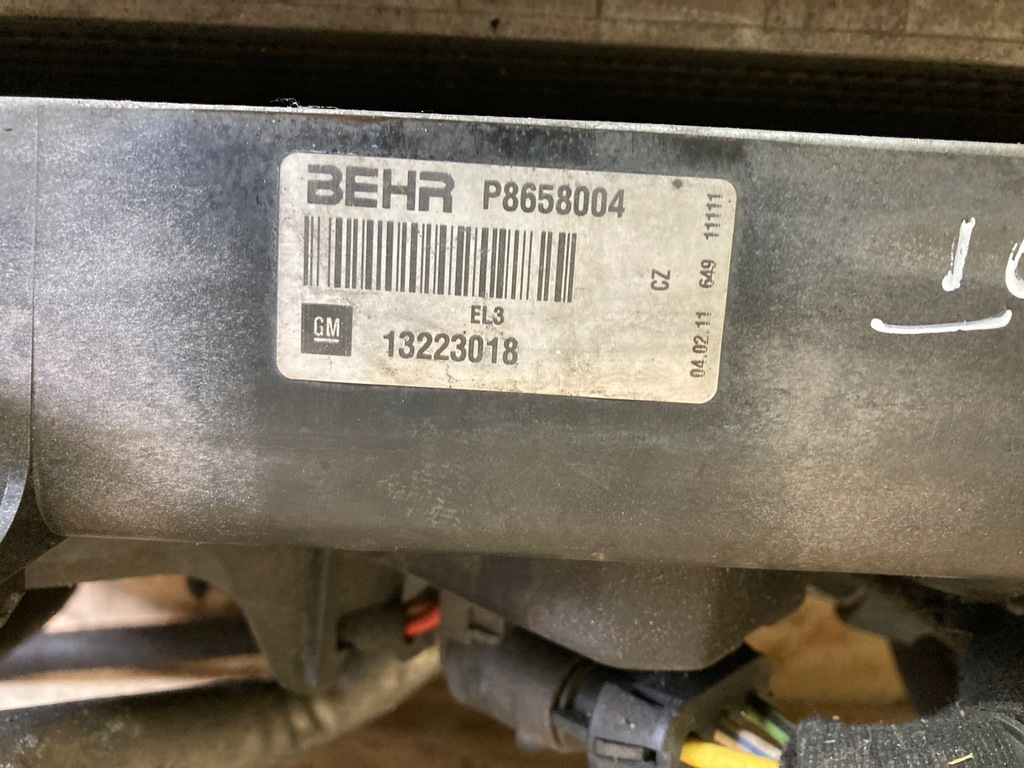 BEHR P8658004
EL3
GM 13223018
CZ
04.02.11 649 11111